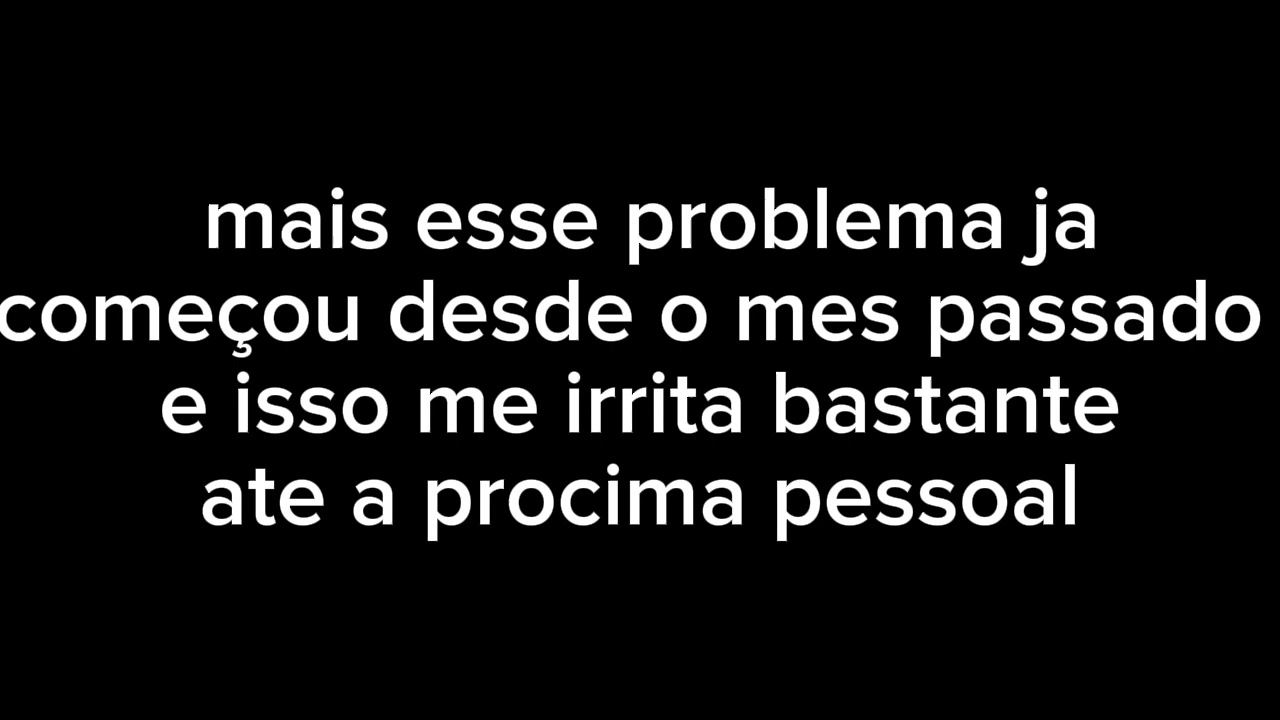 mais esse problema ja
começou desde o mes passado
e isso me irrita bastante
ate a procima pessoal